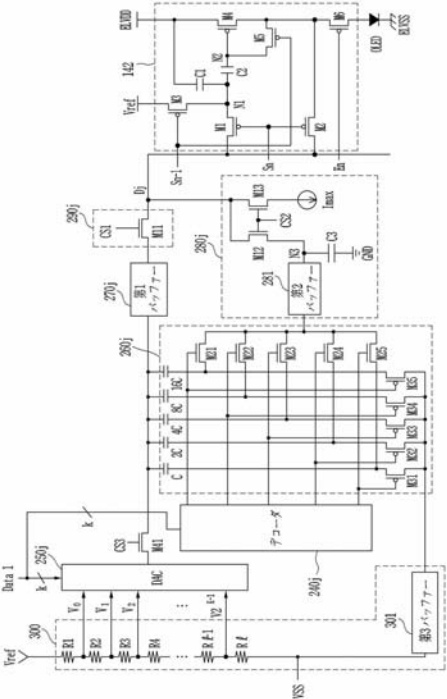 ELVDD
M4
M6
OLED
ELVSS
142
M5
N2
C1
C2
Vref
M3
N1
M1
M2
Sn-1
Sn
En
Dj
290j
CS1
M11
M13
Imax
CS2
M12
280j
N3
C3
GND
270j
第1
バッファー
281
第2
バッファー
260j
16C
8C
4C
2C
C
M21
M22
M23
M24
M25
M35
M34
M33
M32
M31
Data 1
k
k
CS3
M41
デコーダ
240j
250j
DAC
V0
V1
V2
300
Vref
R1
R2
R3
R4
VSS
301
第3 バッファー